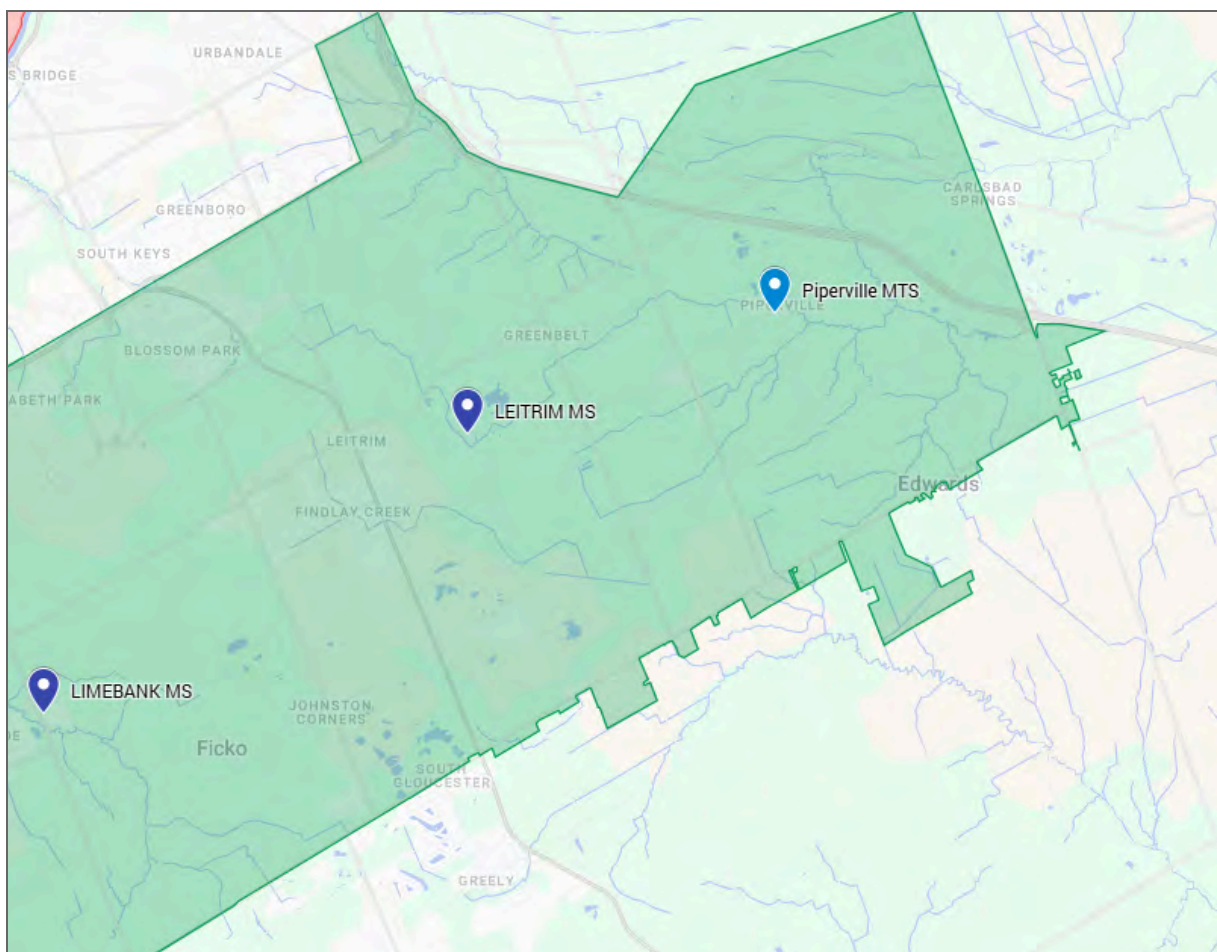 URBANDALE
S BRIDGE
CARLSBAD
SPRINGS
GREENBORO
SOUTH KEYS
Piperville MTS
GREENBELT
BLOSSOM PARK
ABETH PARK
LEITRIM MS
LEITRIM
Edwards
FINDLAY CREEK
LIMEBANK MS
JOHNSTON
CORNERS
DE
Ficko
SOUTH
GLOUCESTER
GREELY